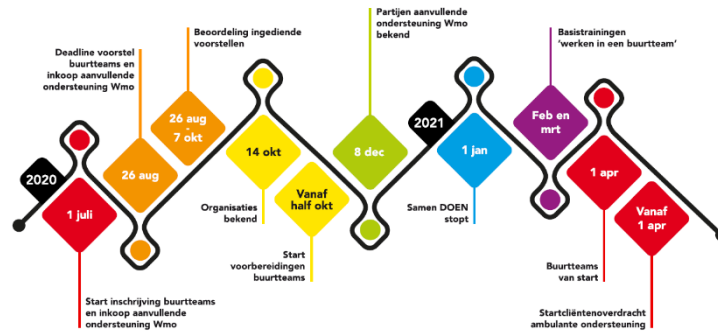 2020
1 juli
Start inschrijving buurtteams
en inkoop aanvullende
ondersteuning Wmo
Deadline voorstel
buurtteams en
inkoop aanvullende
ondersteuning Wmo
26 aug
Beoordeling ingediende
voorstellen
26 aug
-
7 okt
14 okt
Organisaties
bekend
Vanaf
half okt
Start
voorbereidingen
buurtteams
Partijen aanvullende
ondersteuning Wmo
bekend
8 dec
2021
1 jan
Samen DOEN
stopt
Basistrainingen
‘werken in een buurtteam’
Feb en
mrt
1 apr
Buurtteams
van start
Vanaf
1 apr
Startcliëntenoverdracht
ambulante ondersteuning